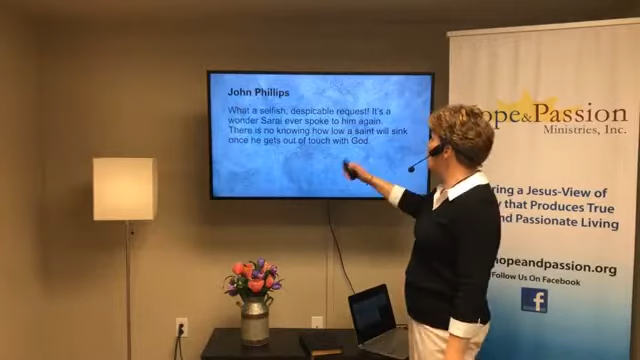 John Phillips
What a selfish, despicable request! It's a
wonder Sarai ever spoke to him again.
There is no knowing how low a saint will sink
once he gets out of touch with God.
ope&Passion
Ministries, Inc.
ring a Jesus-View of
that Produces True
nd Passionate Living
hopeandpassion.org
Follow Us On Facebook
f